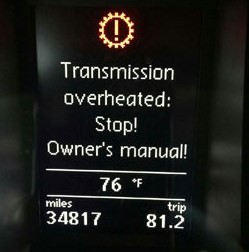 Transmission
overheated:
Stop!
Owner's manual!
76 °F
miles trip
34817 81.2